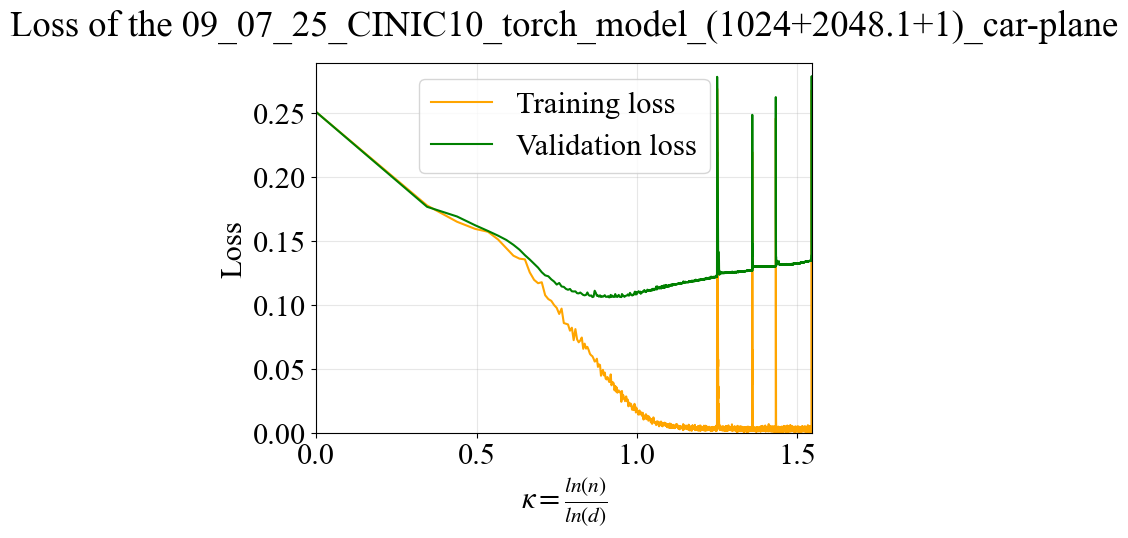 Loss of the 09_07_25_CINIC10_torch_model_(1024+2048.1+1)_car-plane
Training loss
Validation loss
Loss
0.25
0.20
0.15
0.10
0.05
0.00
0.0 0.5 1.0 1.5
κ = ln(n)/ln(d)